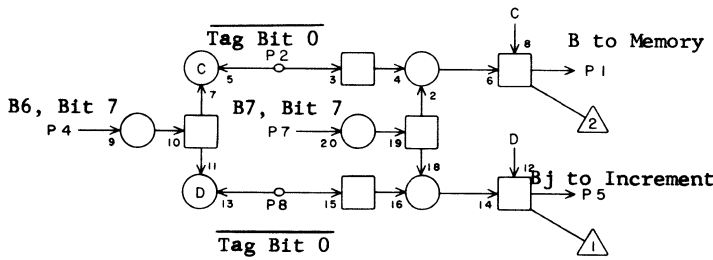 Tag Bit 0
C
P2
C
8
B to Memory
5
3
4
6
P1
7
2
B6, Bit 7
B7, Bit 7
2
P4
9
10
P7
20
19
11
18
D
12
Bj to Increment
D
13
P8
15
16
14
P5
Tag Bit 0
1